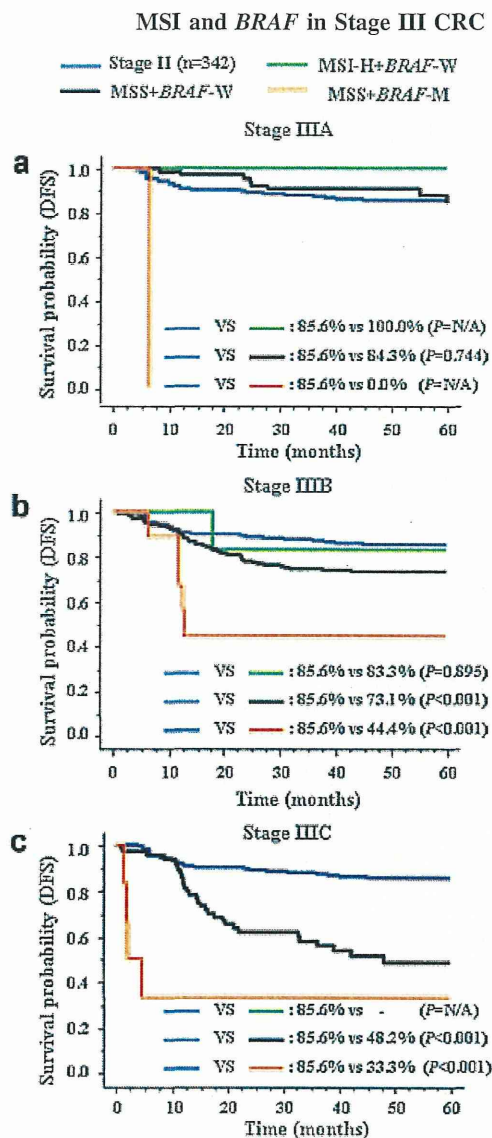 MSI and BRAF in Stage III CRC
Stage II (n=342) MSI-H+BRAF-W
MSS+BRAF-W MSS+BRAF-M
Stage IIIA
a
Survival probability (DFS)
1.0
0.8
0.6
0.4
0.2
0.0
VS : 85.6% vs 100.0% (P=N/A)
VS : 85.6% vs 84.3% (P=0.744)
VS : 85.6% vs 0.0% (P=N/A)
0 10 20 30 40 50 60
Time (months)
Stage IIIB
b
Survival probability (DFS)
1.0
0.8
0.6
0.4
0.2
0.0
VS : 85.6% vs 83.3% (P=0.895)
VS : 85.6% vs 73.1% (P<0.001)
VS : 85.6% vs 44.4% (P<0.001)
0 10 20 30 40 50 60
Time (months)
Stage IIIC
c
Survival probability (DFS)
1.0
0.8
0.6
0.4
0.2
0.0
VS : 85.6% vs - (P=N/A)
VS : 85.6% vs 48.2% (P<0.001)
VS : 85.6% vs 33.3% (P<0.001)
0 10 20 30 40 50 60
Time (months)